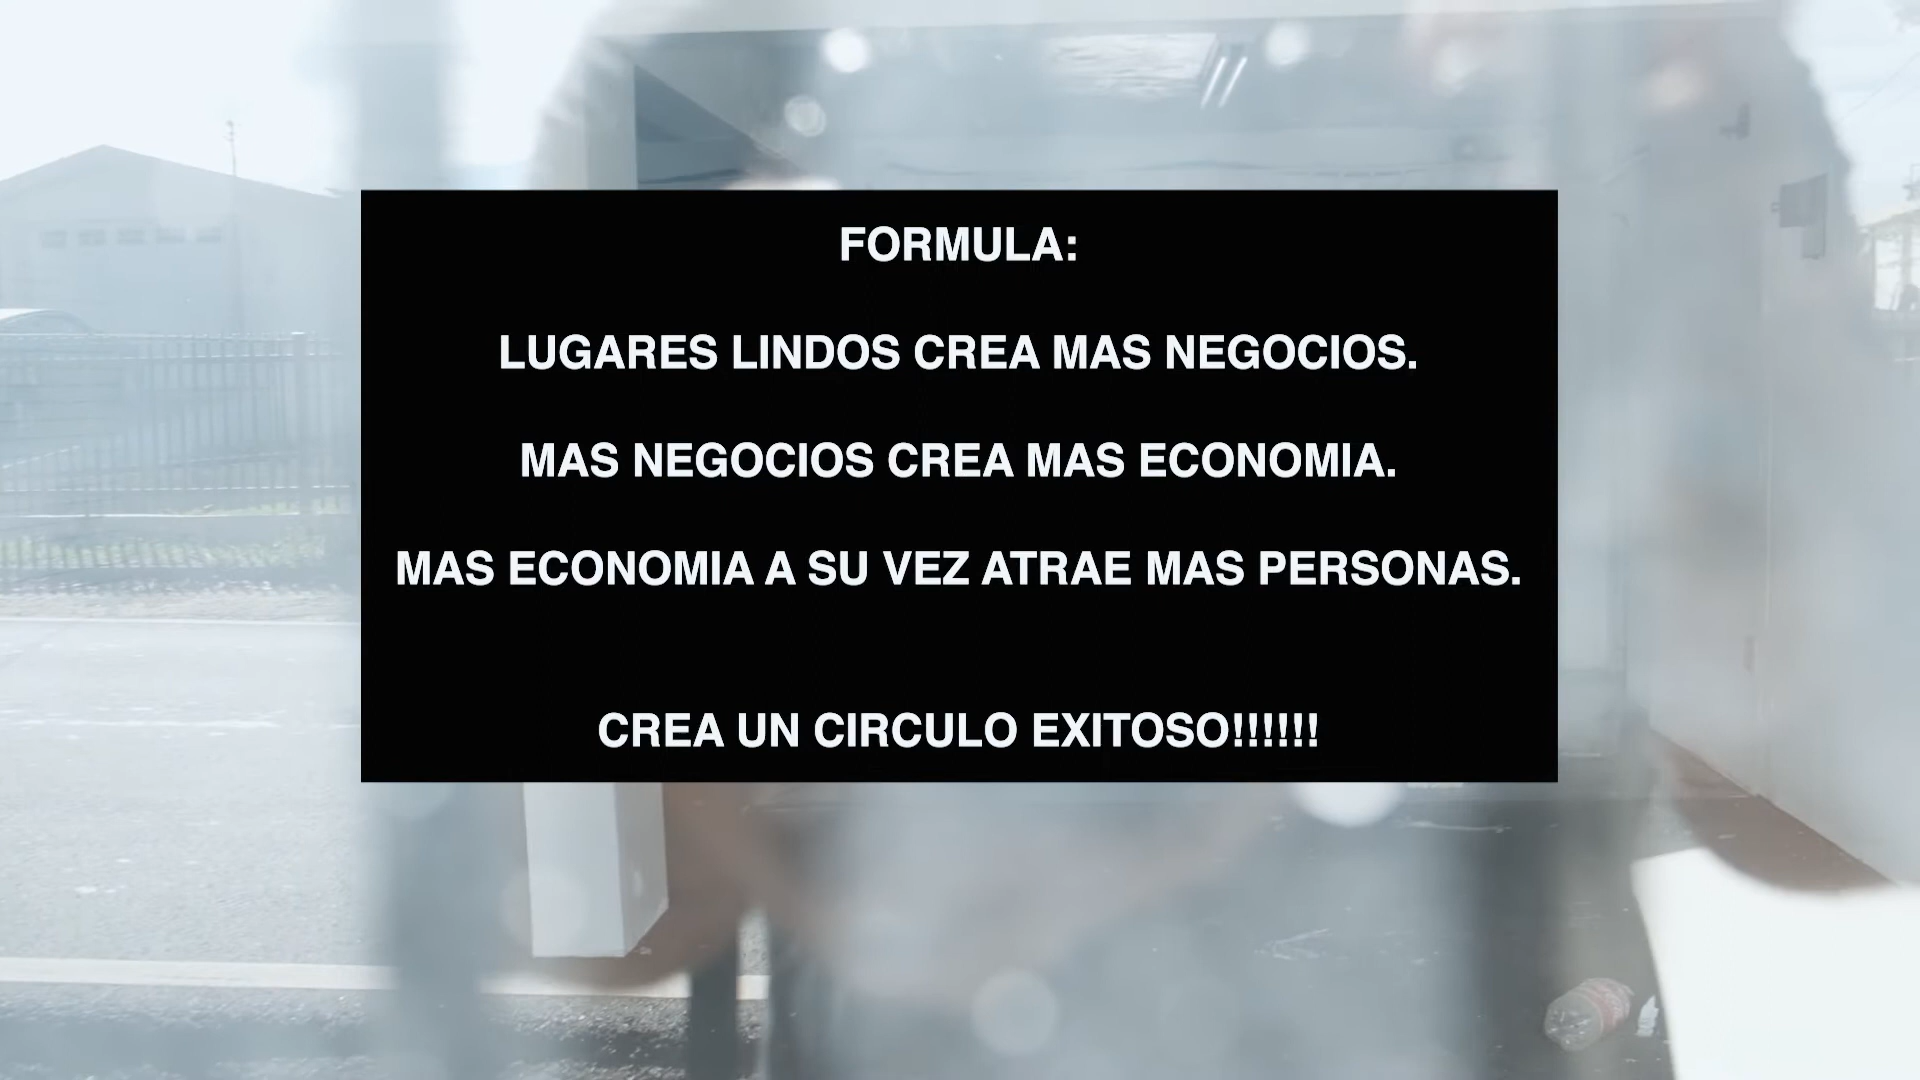 FORMULA:
LUGARES LINDOS CREA MAS NEGOCIOS.
MAS NEGOCIOS CREA MAS ECONOMIA.
MAS ECONOMIA A SU VEZ ATRAE MAS PERSONAS.
CREA UN CIRCULO EXITOSO!!!!!!